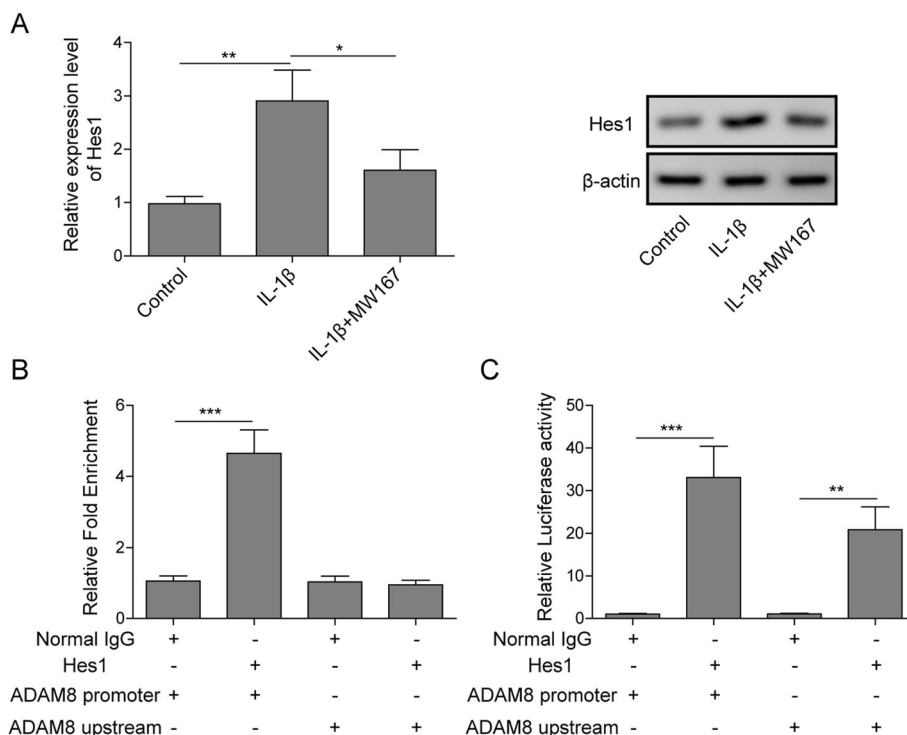 A
Relative expression level
of Hes1
4
3
2
1
0
**
*
Control
IL-1β
IL-1β+MW167
Hes1
β-actin
Control
IL-1β
IL-1β+MW167
B
Relative Fold Enrichment
6
4
2
0
***
Normal IgG + - + -
Hes1 - + - +
ADAM8 promoter + + - -
ADAM8 upstream - - + +
C
Relative Luciferase activity
50
40
30
20
10
0
***
**
Normal IgG + - + -
Hes1 - + - +
ADAM8 promoter + + - -
ADAM8 upstream - - + +